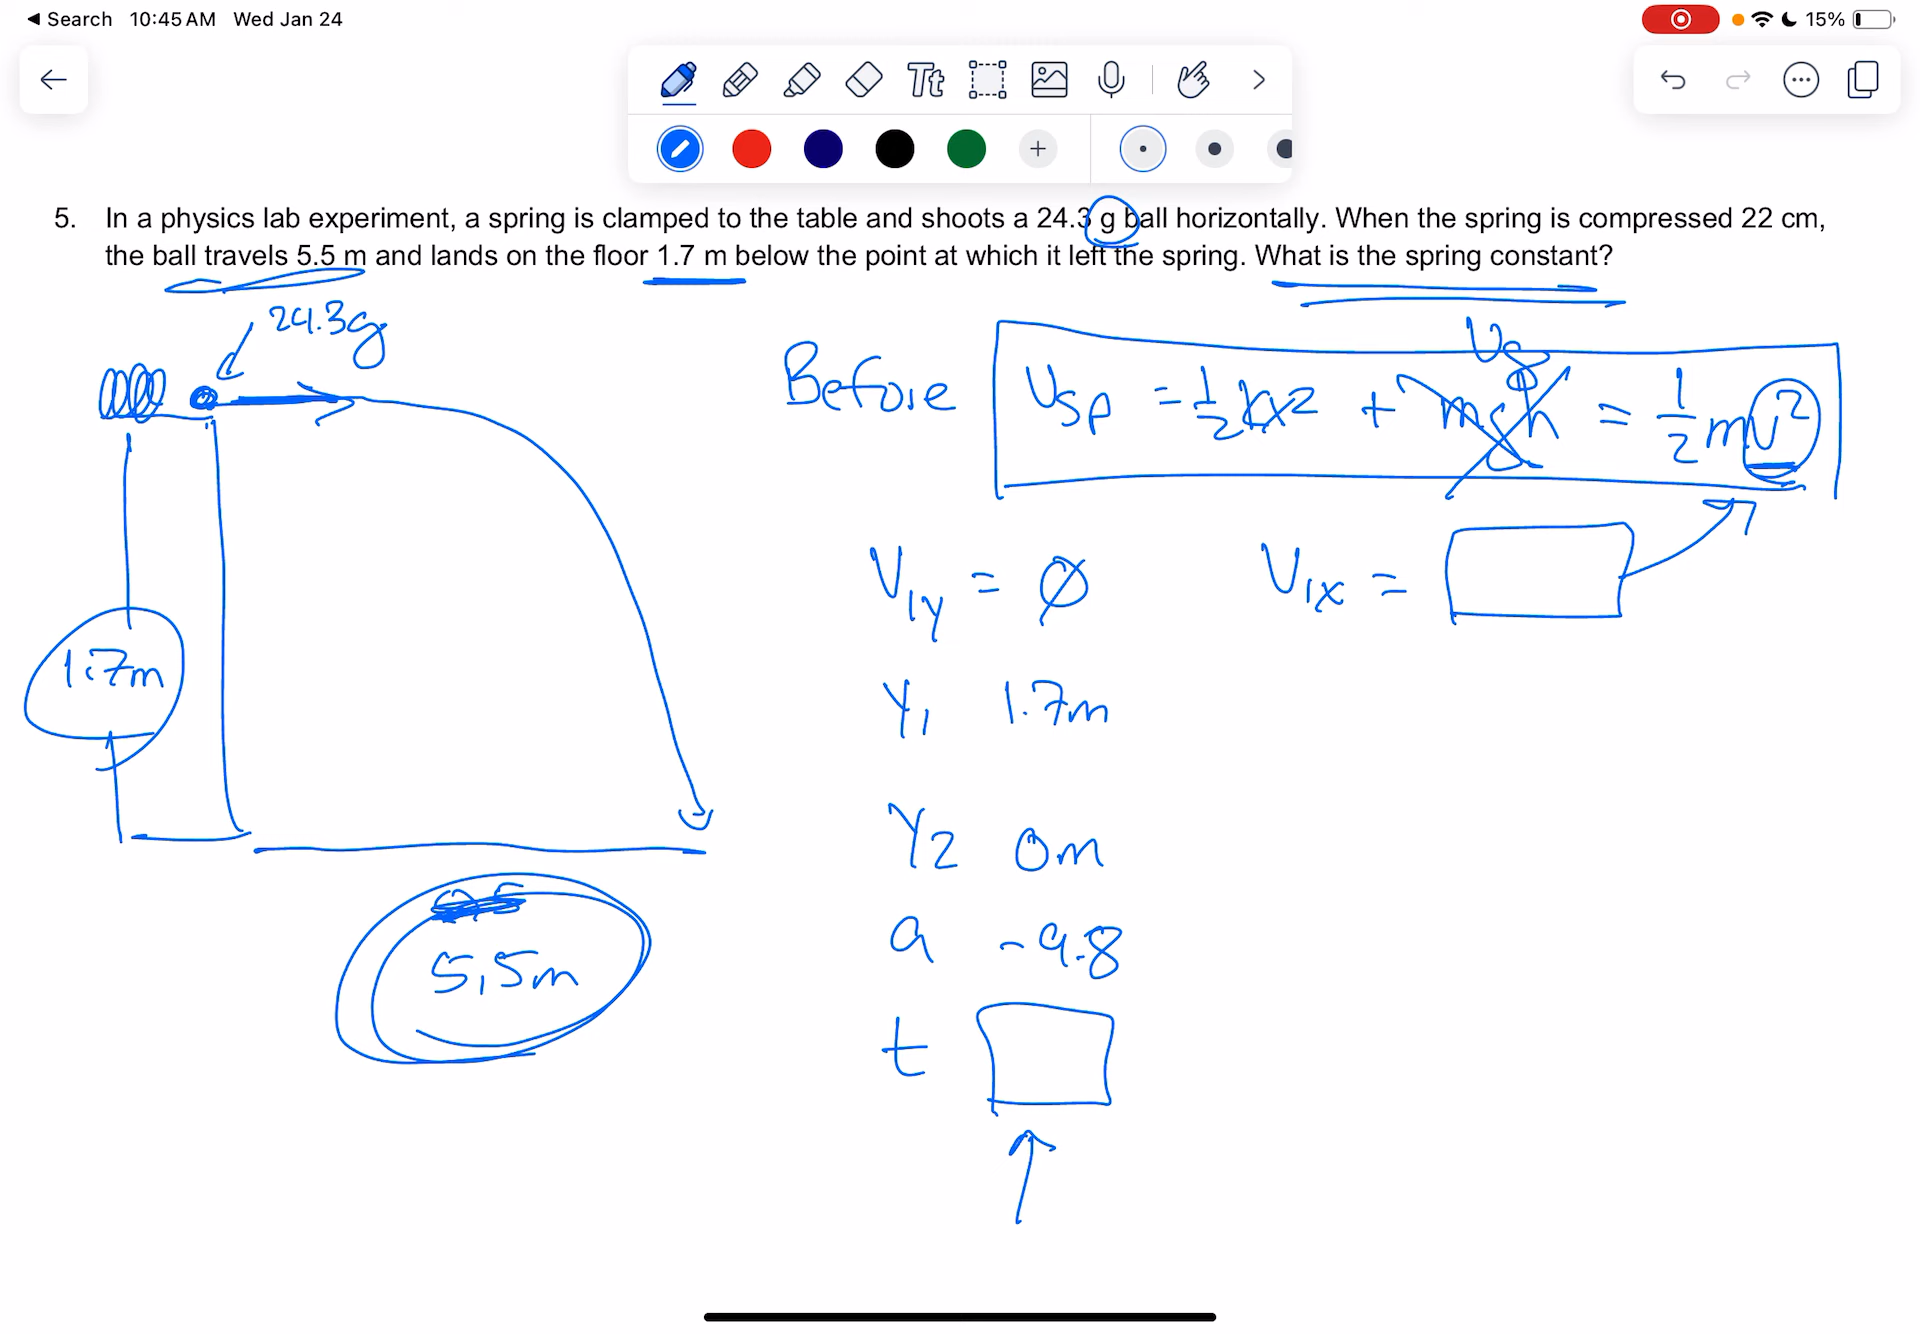 Search 10:45 AM Wed Jan 24 15%
Tt
5. In a physics lab experiment, a spring is clamped to the table and shoots a 24.3 g ball horizontally. When the spring is compressed 22 cm,
the ball travels 5.5 m and lands on the floor 1.7 m below the point at which it left the spring. What is the spring constant?
24.3g
Ug
Before Usp = 1/2 kx² + mgh = 1/2 mv²
V1y = Ø V1x =
1.7m
Y1 1.7m
Y2 0m
a -9.8
5.5m
t